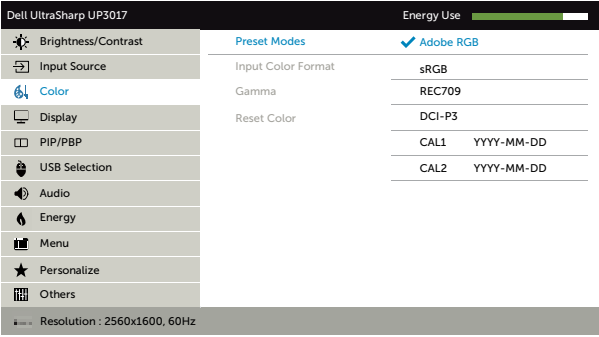 Dell UltraSharp UP3017 Energy Use
Brightness/Contrast Preset Modes Adobe RGB
Input Source Input Color Format sRGB
Color Gamma REC709
Display Reset Color DCI-P3
PIP/PBP CAL1 YYYY-MM-DD
USB Selection CAL2 YYYY-MM-DD
Audio
Energy
Menu
Personalize
Others
Resolution : 2560x1600, 60Hz